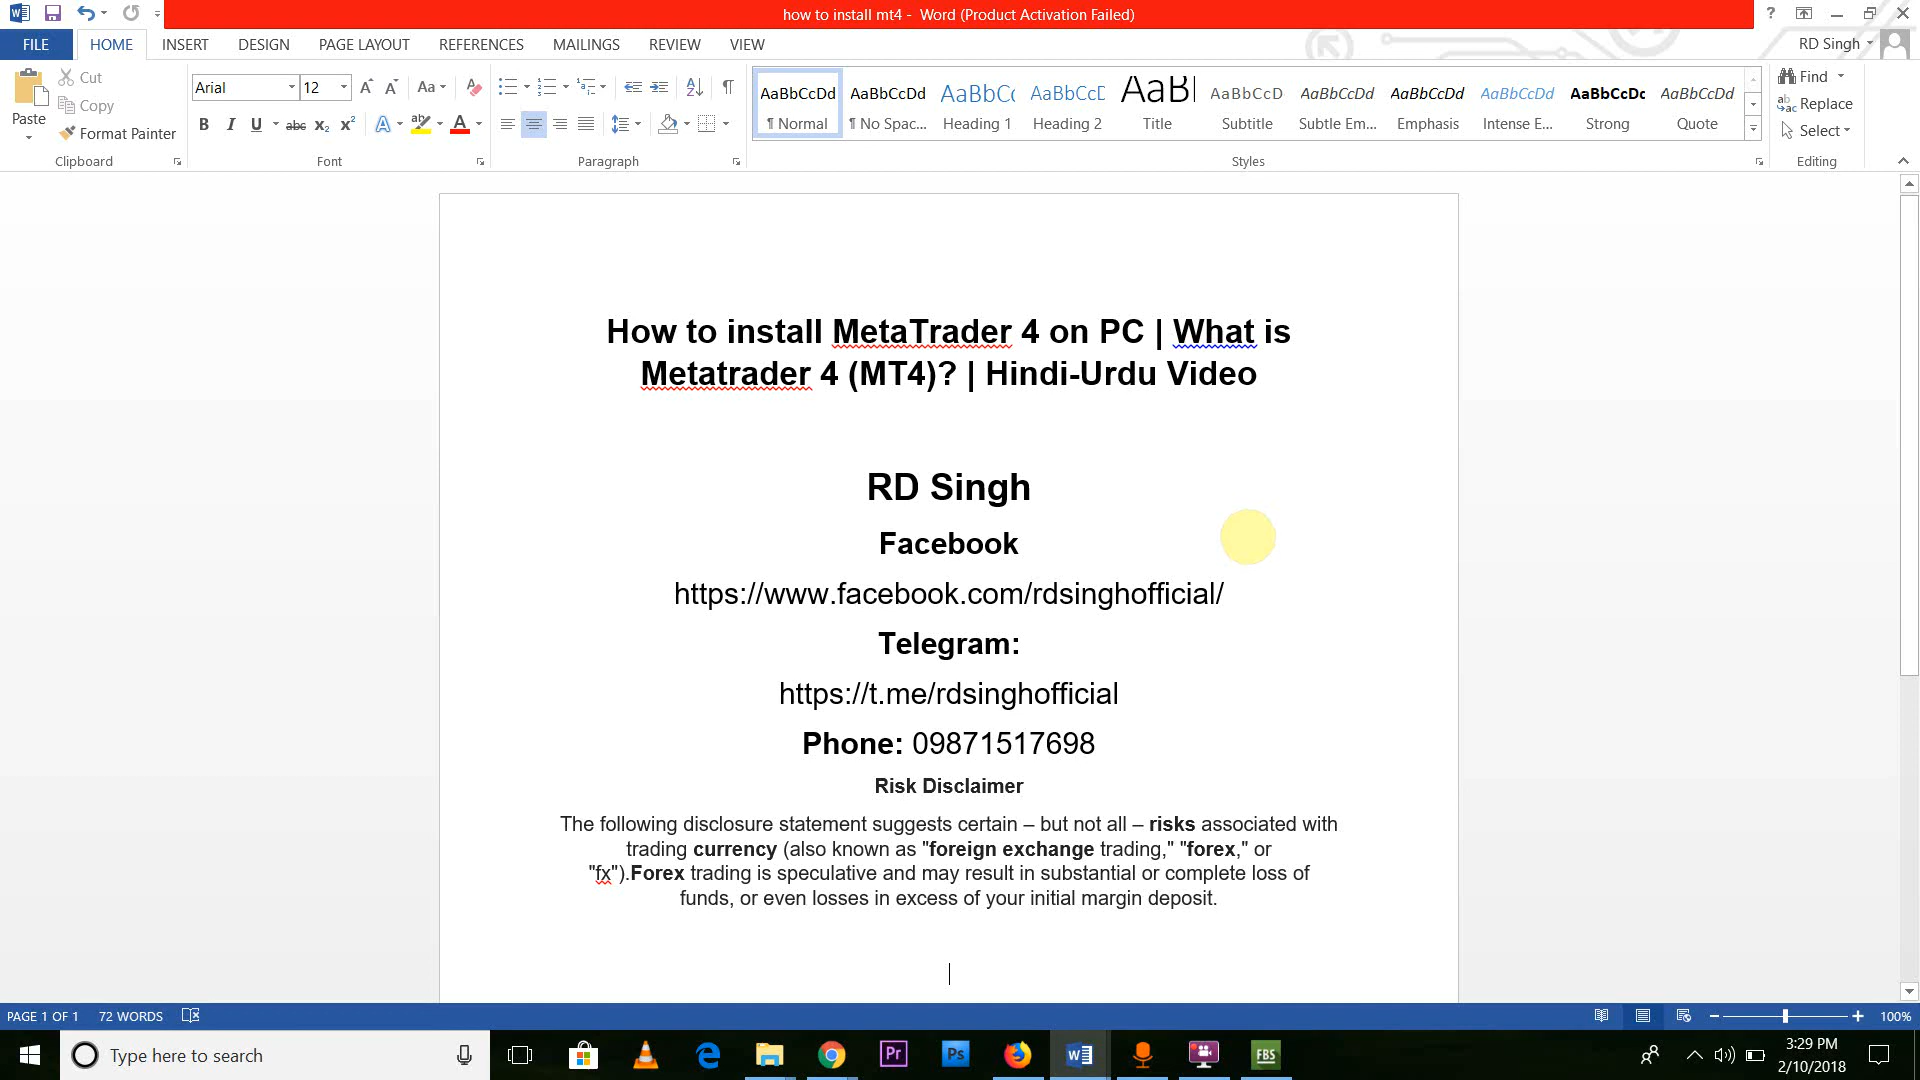 how to install mt4 - Word (Product Activation Failed)
FILE HOME INSERT DESIGN PAGE LAYOUT REFERENCES MAILINGS REVIEW VIEW
RD Singh
Paste
Cut
Copy
Format Painter
Clipboard
Arial 12
Font
Paragraph
AaBbCcDd AaBbCcDd AaBbCc AaBbCcD AaBl AaBbCcD AaBbCcDd AaBbCcDd AaBbCcDd AaBbCcDc AaBbCcDd
¶ Normal ¶ No Spac... Heading 1 Heading 2 Title Subtitle Subtle Em... Emphasis Intense E... Strong Quote
Styles
Find
Replace
Select
Editing
How to install MetaTrader 4 on PC | What is
Metatrader 4 (MT4)? | Hindi-Urdu Video
RD Singh
Facebook
https://www.facebook.com/rdsinghofficial/
Telegram:
https://t.me/rdsinghofficial
Phone: 09871517698
Risk Disclaimer
The following disclosure statement suggests certain – but not all – risks associated with
trading currency (also known as "foreign exchange trading," "forex," or
"fx").Forex trading is speculative and may result in substantial or complete loss of
funds, or even losses in excess of your initial margin deposit.
PAGE 1 OF 1 72 WORDS
100%
Type here to search
Pr Ps FBS
3:29 PM
2/10/2018